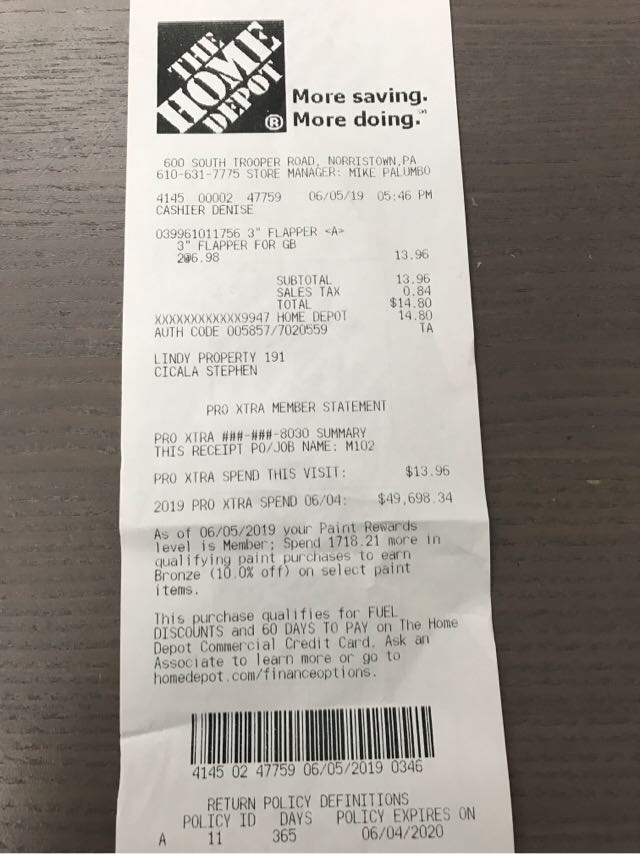 THE
HOME
DEPOT
®
More saving.
More doing.℠
600 SOUTH TROOPER ROAD, NORRISTOWN,PA
610-631-7775 STORE MANAGER: MIKE PALUMBO
4145 00002 47759 06/05/19 05:46 PM
CASHIER DENISE
039961011756 3" FLAPPER <A>
3" FLAPPER FOR GB
2@6.98 13.96
SUBTOTAL 13.96
SALES TAX 0.84
TOTAL $14.80
XXXXXXXXXXXX9947 HOME DEPOT 14.80
AUTH CODE 005857/7020559 TA
LINDY PROPERTY 191
CICALA STEPHEN
PRO XTRA MEMBER STATEMENT
PRO XTRA ###-###-8030 SUMMARY
THIS RECEIPT PO/JOB NAME: M102
PRO XTRA SPEND THIS VISIT: $13.96
2019 PRO XTRA SPEND 06/04: $49,698.34
As of 06/05/2019 your Paint Rewards
level is Member; Spend 1718.21 more in
qualifying paint purchases to earn
Bronze (10.0% off) on select paint
items.
This purchase qualifies for FUEL
DISCOUNTS and 60 DAYS TO PAY on The Home
Depot Commercial Credit Card. Ask an
Associate to learn more or go to
homedepot.com/financeoptions.
4145 02 47759 06/05/2019 0346
RETURN POLICY DEFINITIONS
POLICY ID DAYS POLICY EXPIRES ON
A 11 365 06/04/2020